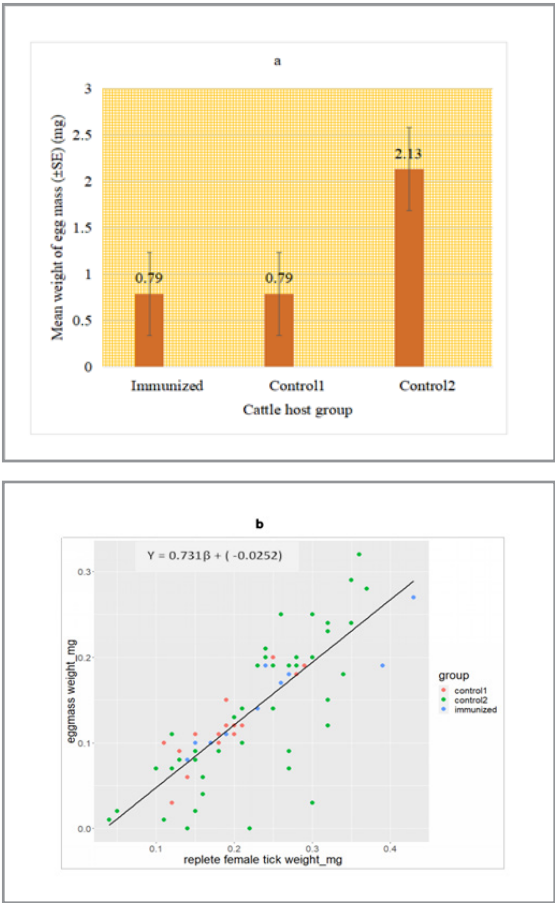 a
3
2.5
2
1.5
1
0.5
0
Mean weight of egg mass (±SE) (mg)
0.79
0.79
2.13
Immunized
Control1
Control2
Cattle host group
b
Y = 0.731β + ( -0.0252)
0.3
0.2
0.1
0.0
eggmass weight_mg
0.1
0.2
0.3
0.4
replete female tick weight_mg
group
control1
control2
immunized